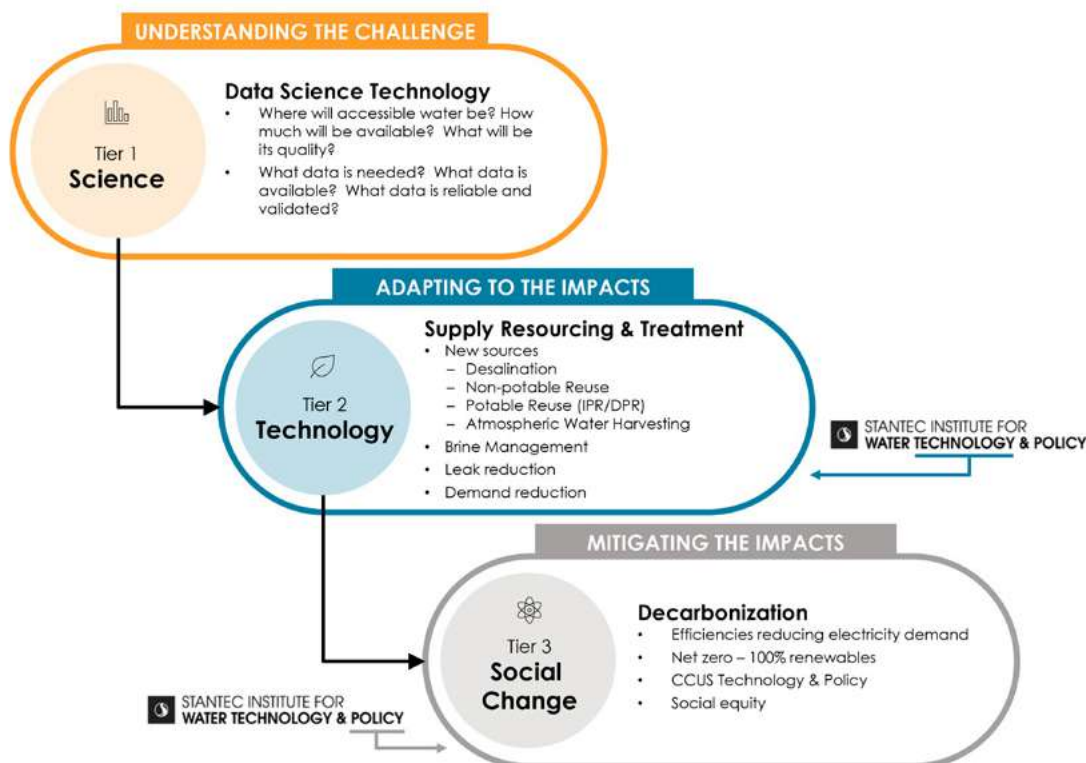 UNDERSTANDING THE CHALLENGE
Tier 1
Science
Data Science Technology
• Where will accessible water be? How
much will be available? What will be
its quality?
• What data is needed? What data is
available? What data is reliable and
validated?
ADAPTING TO THE IMPACTS
Tier 2
Technology
Supply Resourcing & Treatment
• New sources
– Desalination
– Non-potable Reuse
– Potable Reuse (IPR/DPR)
– Atmospheric Water Harvesting
• Brine Management
• Leak reduction
• Demand reduction
STANTEC INSTITUTE FOR
WATER TECHNOLOGY & POLICY
MITIGATING THE IMPACTS
Tier 3
Social
Change
Decarbonization
• Efficiencies reducing electricity demand
• Net zero – 100% renewables
• CCUS Technology & Policy
• Social equity
STANTEC INSTITUTE FOR
WATER TECHNOLOGY & POLICY